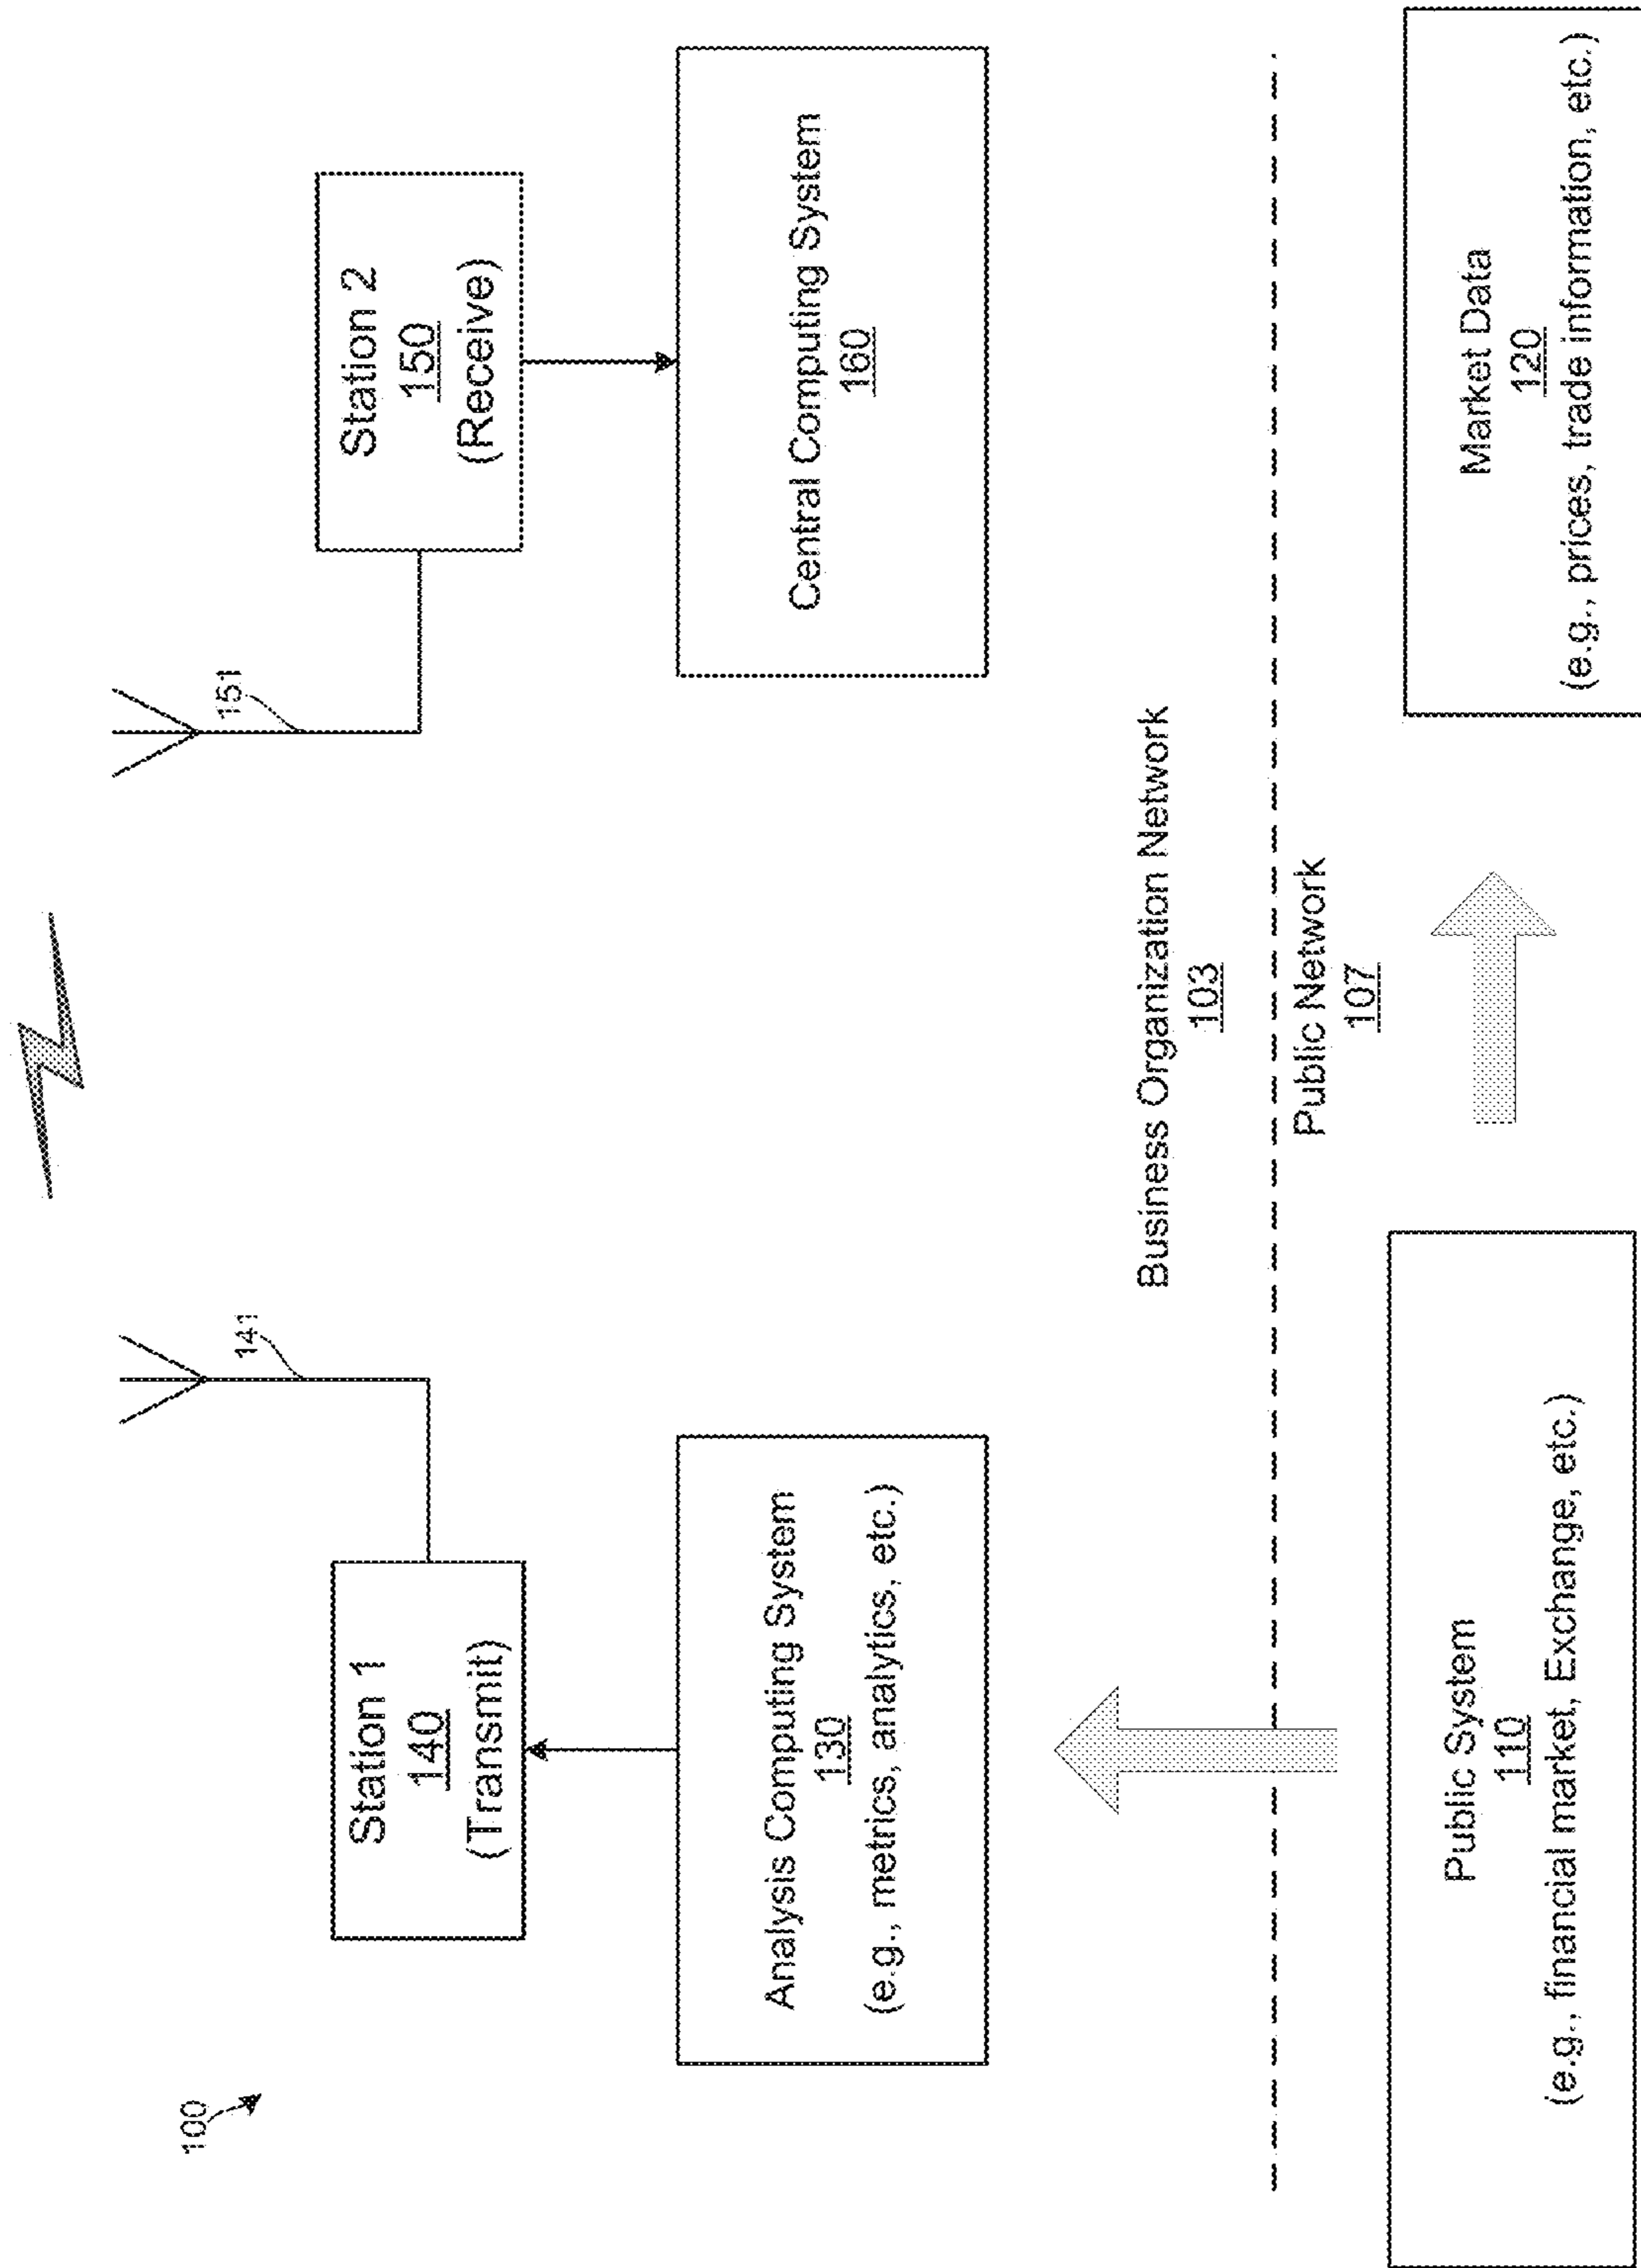 100
141
151
Station 1
140
(Transmit)
Station 2
150
(Receive)
Analysis Computing System
130
(e.g., metrics, analytics, etc.)
Central Computing System
160
Business Organization Network
103
Public Network
107
Public System
110
(e.g., financial market, Exchange, etc.)
Market Data
120
(e.g., prices, trade information, etc.)